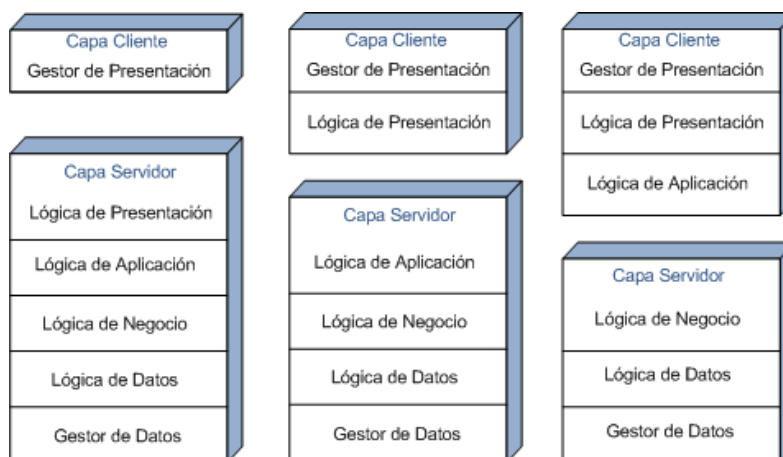 Capa Cliente
Gestor de Presentación
Capa Servidor
Lógica de Presentación
Lógica de Aplicación
Lógica de Negocio
Lógica de Datos
Gestor de Datos
Capa Cliente
Gestor de Presentación
Lógica de Presentación
Capa Servidor
Lógica de Aplicación
Lógica de Negocio
Lógica de Datos
Gestor de Datos
Capa Cliente
Gestor de Presentación
Lógica de Presentación
Lógica de Aplicación
Capa Servidor
Lógica de Negocio
Lógica de Datos
Gestor de Datos